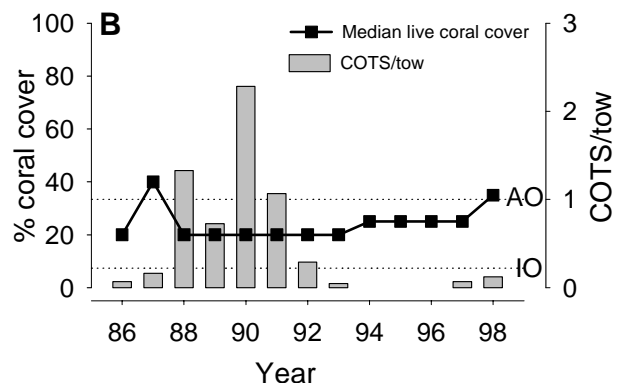 B
Median live coral cover
COTS/tow
% coral cover
100
80
60
40
20
0
3
2
1
0
COTS/tow
AO
IO
86 88 90 92 94 96 98
Year